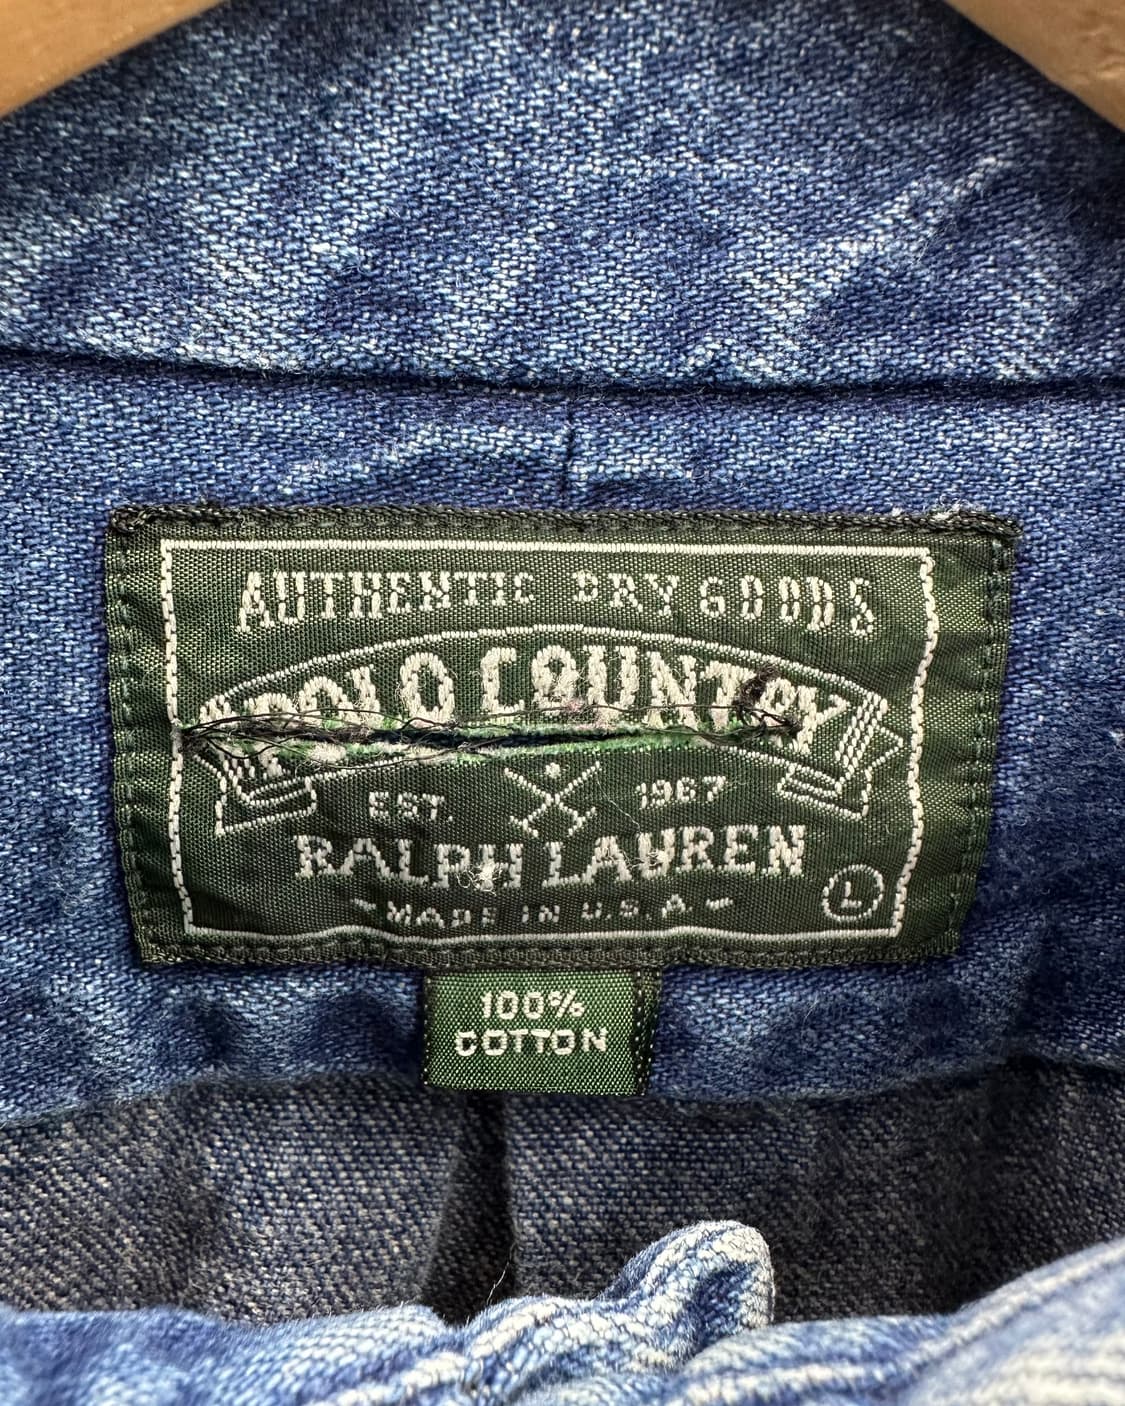 AUTHENTIC DRY GOODS
POLO COUNTRY
EST. 1967
RALPH LAUREN
-MADE IN U.S.A-
L
100%
COTTON